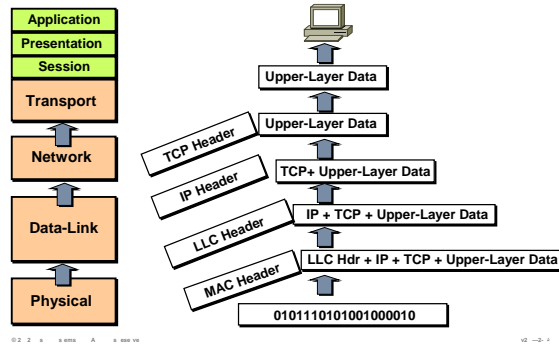 Application
Presentation
Session
Transport
Network
Data-Link
Physical
Upper-Layer Data
TCP Header
Upper-Layer Data
IP Header
TCP+ Upper-Layer Data
LLC Header
IP + TCP + Upper-Layer Data
MAC Header
LLC Hdr + IP + TCP + Upper-Layer Data
0101110101001000010